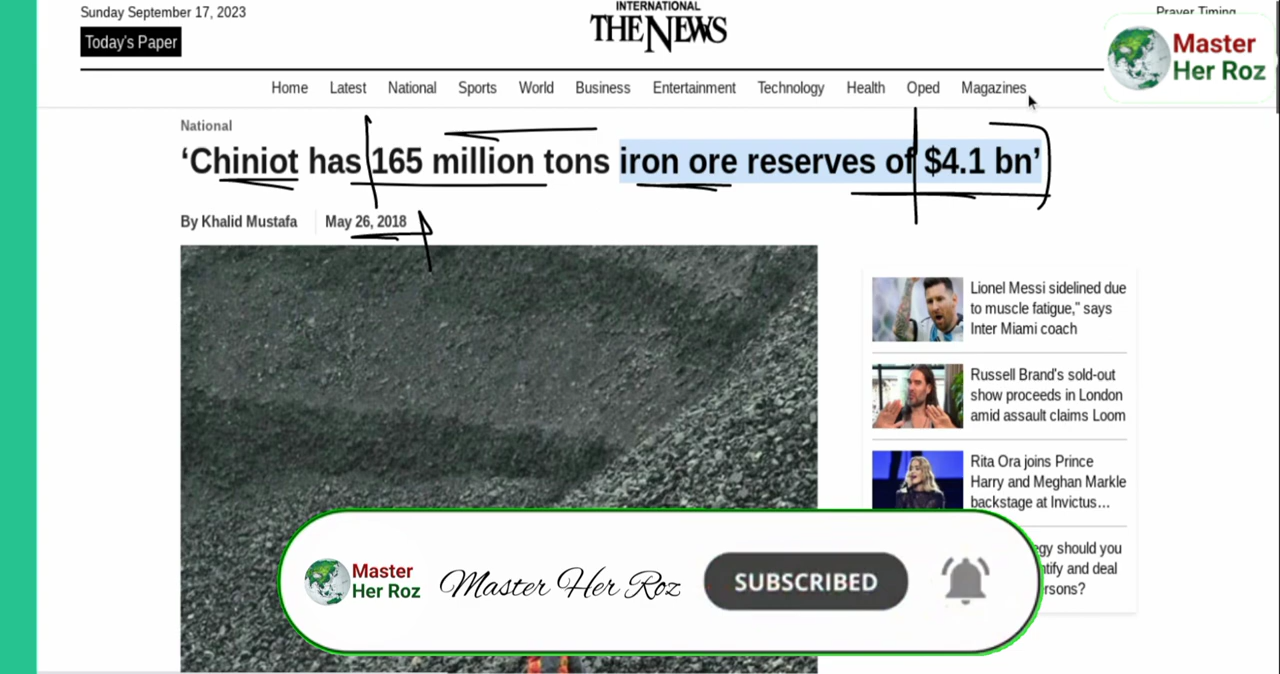 Sunday September 17, 2023
Today's Paper
INTERNATIONAL
THE NEWS
Prayer Timing
Master
Her Roz
Home Latest National Sports World Business Entertainment Technology Health Oped Magazines
National
‘Chiniot has 165 million tons iron ore reserves of $4.1 bn’
By Khalid Mustafa May 26, 2018
Lionel Messi sidelined due
to muscle fatigue," says
Inter Miami coach
Russell Brand's sold-out
show proceeds in London
amid assault claims Loom
Rita Ora joins Prince
Harry and Meghan Markle
backstage at Invictus...
should you
and deal
Master
Her Roz
Master Her Roz
SUBSCRIBED